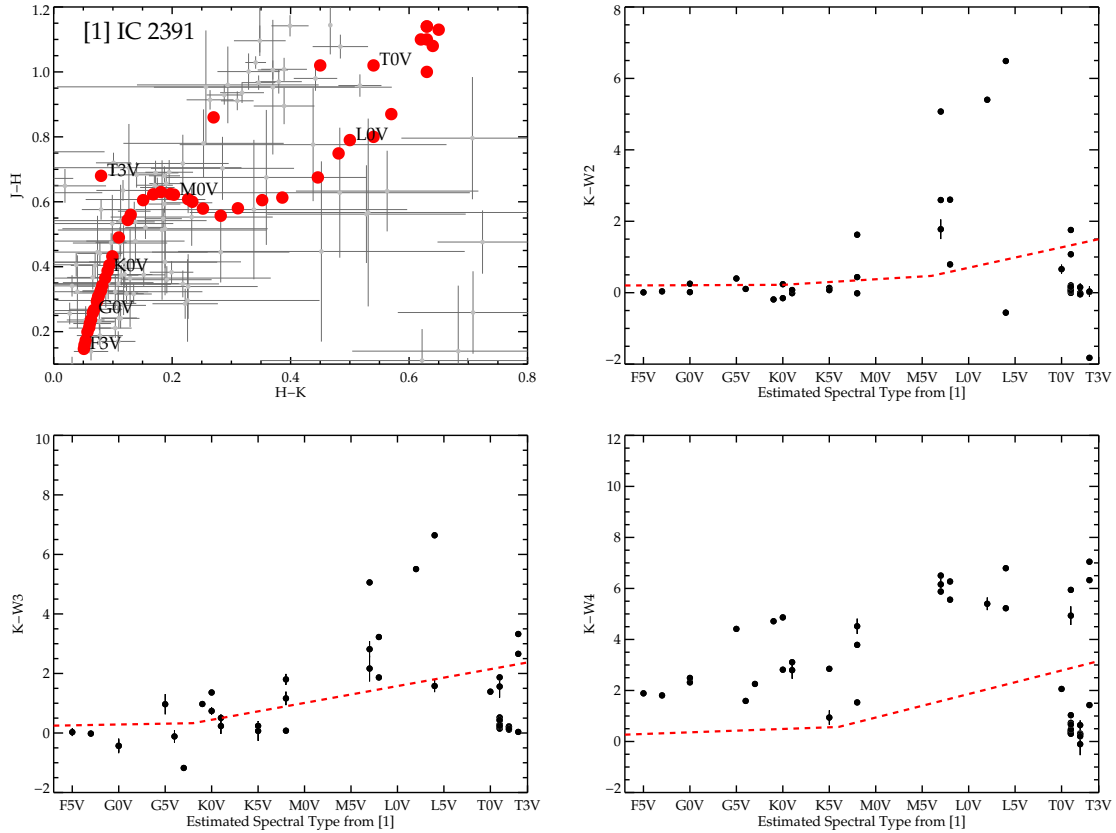 [1] IC 2391
J−H
1.2
1.0
0.8
0.6
0.4
0.2
T0V
L0V
T3V
M0V
K0V
G0V
F3V
0.0 0.2 0.4 0.6 0.8
H−K
K−W2
8
6
4
2
0
−2
F5V G0V G5V K0V K5V M0V M5V L0V L5V T0V T3V
Estimated Spectral Type from [1]
K−W3
10
8
6
4
2
0
−2
F5V G0V G5V K0V K5V M0V M5V L0V L5V T0V T3V
Estimated Spectral Type from [1]
K−W4
12
10
8
6
4
2
0
−2
F5V G0V G5V K0V K5V M0V M5V L0V L5V T0V T3V
Estimated Spectral Type from [1]